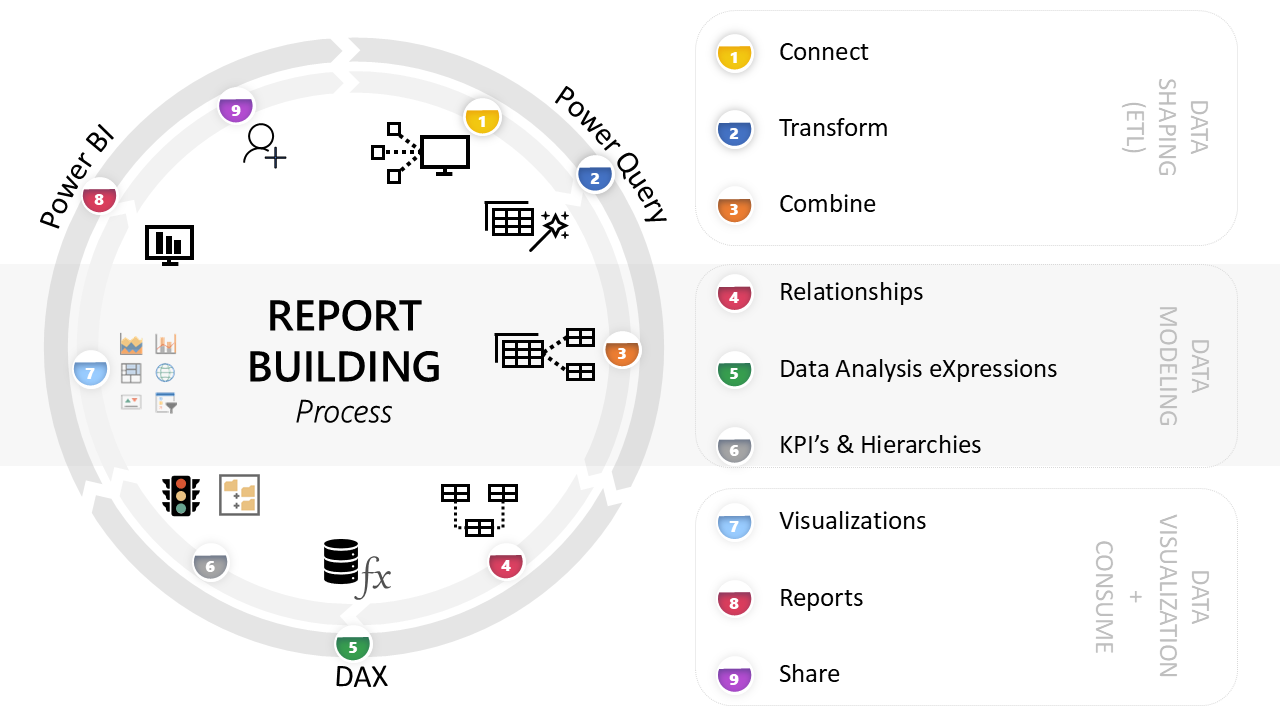 Power BI
Power Query
9
1
2
8
REPORT
BUILDING
Process
7
3
6
fx
4
5
DAX
1 Connect
2 Transform
3 Combine
DATA
SHAPING
(ETL)
4 Relationships
5 Data Analysis eXpressions
6 KPI’s & Hierarchies
DATA
MODELING
7 Visualizations
8 Reports
9 Share
DATA
VISUALIZATION
+
CONSUME